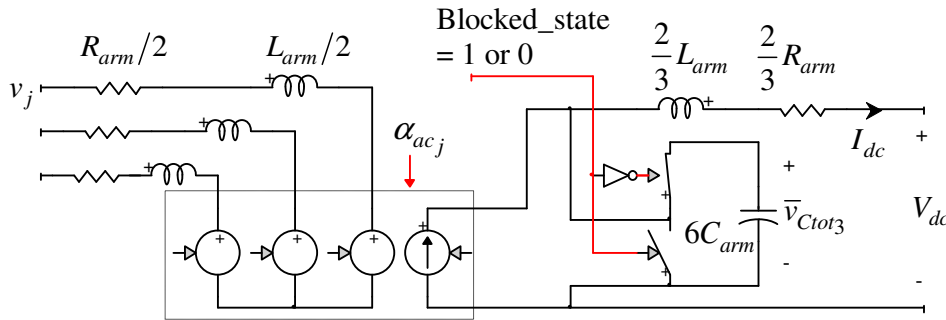 Blocked_state
= 1 or 0
R_arm/2
L_arm/2
2/3 L_arm
2/3 R_arm
v_j
α_ac_j
I_dc
+
V_dc
-
6C_arm
+
v̄_Ctot3
-